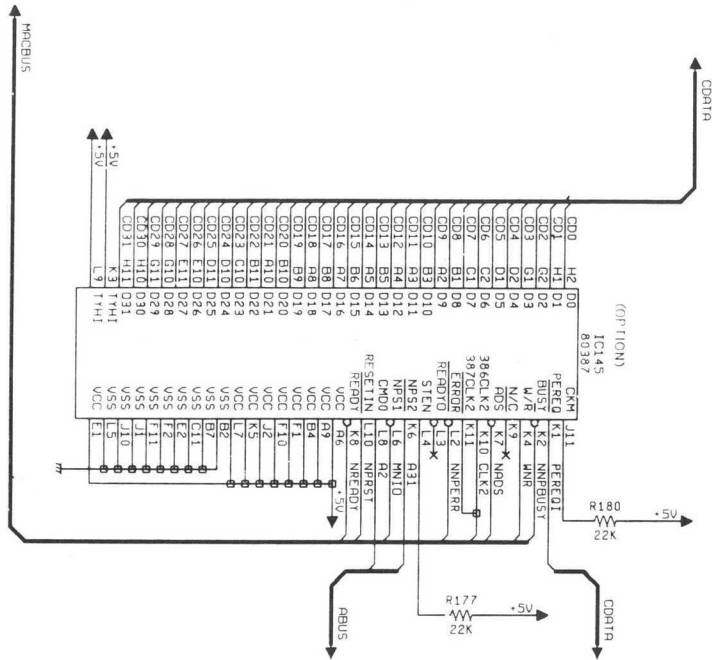 MACBUS
CDATA
+5V
+5V
(OPTION)
IC145
80387
CD0 H2 D0
CD1 H1 D1
CD2 G2 D2
CD3 G1 D3
CD4 D2 D4
CD5 D1 D5
CD6 C2 D6
CD7 C1 D7
CD8 B1 D8
CD9 A2 D9
CD10 B3 D10
CD11 A3 D11
CD12 A4 D12
CD13 B5 D13
CD14 A5 D14
CD15 B6 D15
CD16 A7 D16
CD17 B8 D17
CD18 A8 D18
CD19 B9 D19
CD20 B10 D20
CD21 A10 D21
CD22 B11 D22
CD23 C10 D23
CD24 D10 D24
CD25 D11 D25
CD26 E10 D26
CD27 E11 D27
CD28 G10 D28
CD29 G11 D29
CD30 H10 D30
CD31 H11 D31
K3 TYHI
L9 TYHI
CKM J11
PEREQ K1 PEREQI
BUSY K2 NNPBUSY
W/R K4 WNR
N/C K9
ADS K7 NADS
386CLK2 K10 CLK2
387CLK2 K11
ERROR L2 NNPERR
READYO L3
STEN L4
NPS2 K6 A31
NPS1 L6 MNIO
CMD0 L8 A2
RESETIN L10 NPRST
READY K8 NREADY
VCC A6
VCC A9
VCC B4
VCC F1
VCC F10
VCC J2
VCC K5
VCC L7
VSS B2
VSS B7
VSS C11
VSS E2
VSS F2
VSS F11
VSS J1
VSS J10
VSS L5
VCC E1
+5V
R180
22K
+5V
R177
22K
+5V
ABUS
CDATA